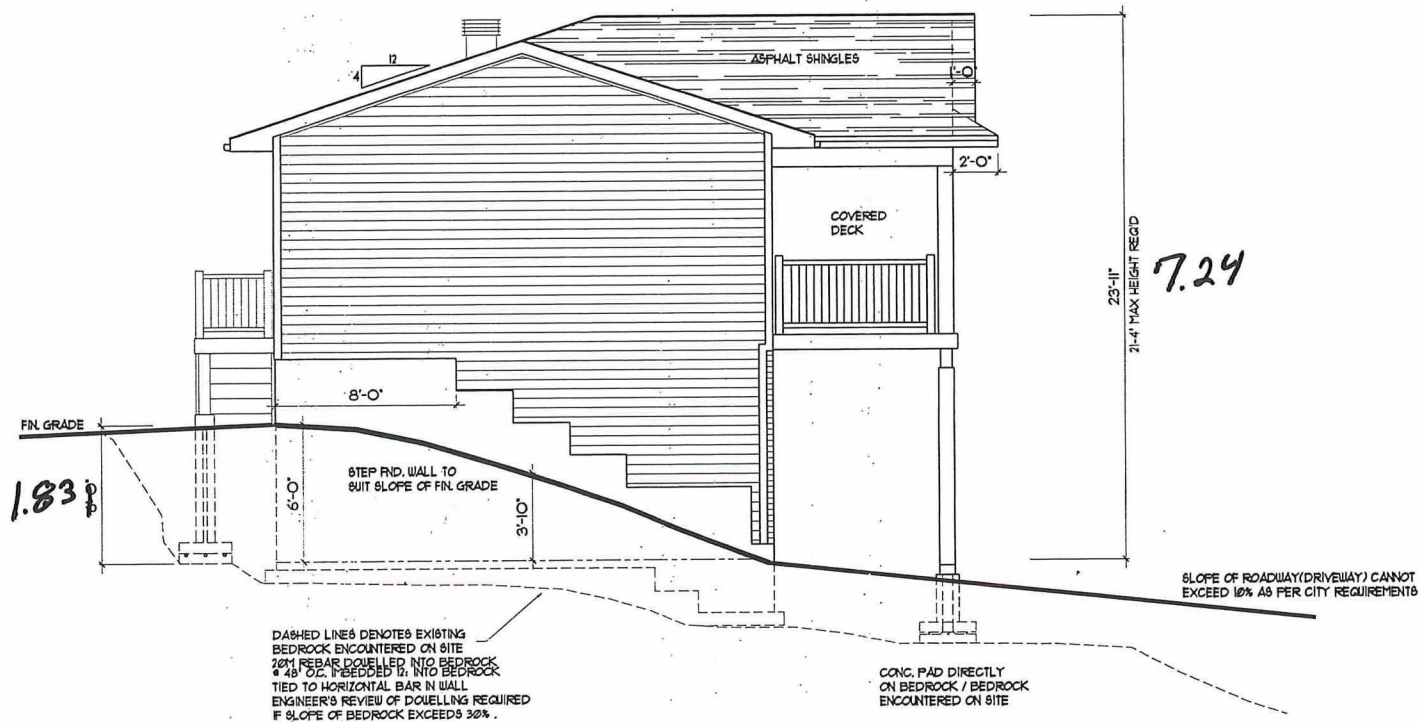 12
4
ASPHALT SHINGLES
1'-0"
2'-0"
COVERED
DECK
23'-11"
21'-4" MAX HEIGHT REQ'D
7.24
8'-0"
FIN. GRADE
1.83
6'-0"
STEP FND. WALL TO
SUIT SLOPE OF FIN. GRADE
3'-10"
SLOPE OF ROADWAY(DRIVEWAY) CANNOT
EXCEED 10% AS PER CITY REQUIREMENTS
DASHED LINES DENOTES EXISTING
BEDROCK ENCOUNTERED ON SITE
20M REBAR DOWELLED INTO BEDROCK
@ 48" O.C. IMBEDDED 12" INTO BEDROCK
TIED TO HORIZONTAL BAR IN WALL
ENGINEER'S REVIEW OF DOWELLING REQUIRED
IF SLOPE OF BEDROCK EXCEEDS 30%.
CONC. PAD DIRECTLY
ON BEDROCK / BEDROCK
ENCOUNTERED ON SITE